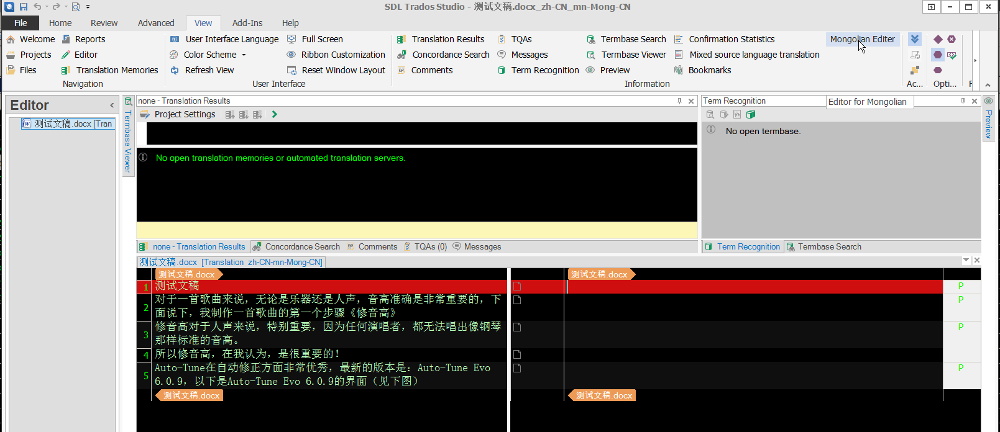 SDL Trados Studio - 测试文稿.docx_zh-CN_mn-Mong-CN
File Home Review Advanced View Add-Ins Help
Welcome Reports User Interface Language Full Screen Translation Results TQAs Termbase Search Confirmation Statistics Mongolian Editer
Projects Editor Color Scheme Ribbon Customization Concordance Search Messages Termbase Viewer Mixed source language translation
Files Translation Memories Refresh View Reset Window Layout Comments Term Recognition Preview Bookmarks
Navigation User Interface Information Ac... Opti... F
Editor
测试文稿.docx [Tran
Termbase Viewer
none - Translation Results
Project Settings
No open translation memories or automated translation servers.
Term Recognition
Editor for Mongolian
No open termbase.
Preview
none - Translation Results Concordance Search Comments TQAs (0) Messages
Term Recognition Termbase Search
测试文稿.docx [Translation zh-CN-mn-Mong-CN]
测试文稿.docx 测试文稿.docx
1 测试文稿 P
2 对于一首歌曲来说，无论是乐器还是人声，音高准确是非常重要的，下 P
面说下，我制作一首歌曲的第一个步骤《修音高》
3 修音高对于人声来说，特别重要，因为任何演唱者，都无法唱出像钢琴 P
那样标准的音高。
4 所以修音高，在我认为，是很重要的！
5 Auto-Tune在自动修正方面非常优秀，最新的版本是：Auto-Tune Evo P
6.0.9，以下是Auto-Tune Evo 6.0.9的界面（见下图）
测试文稿.docx 测试文稿.docx